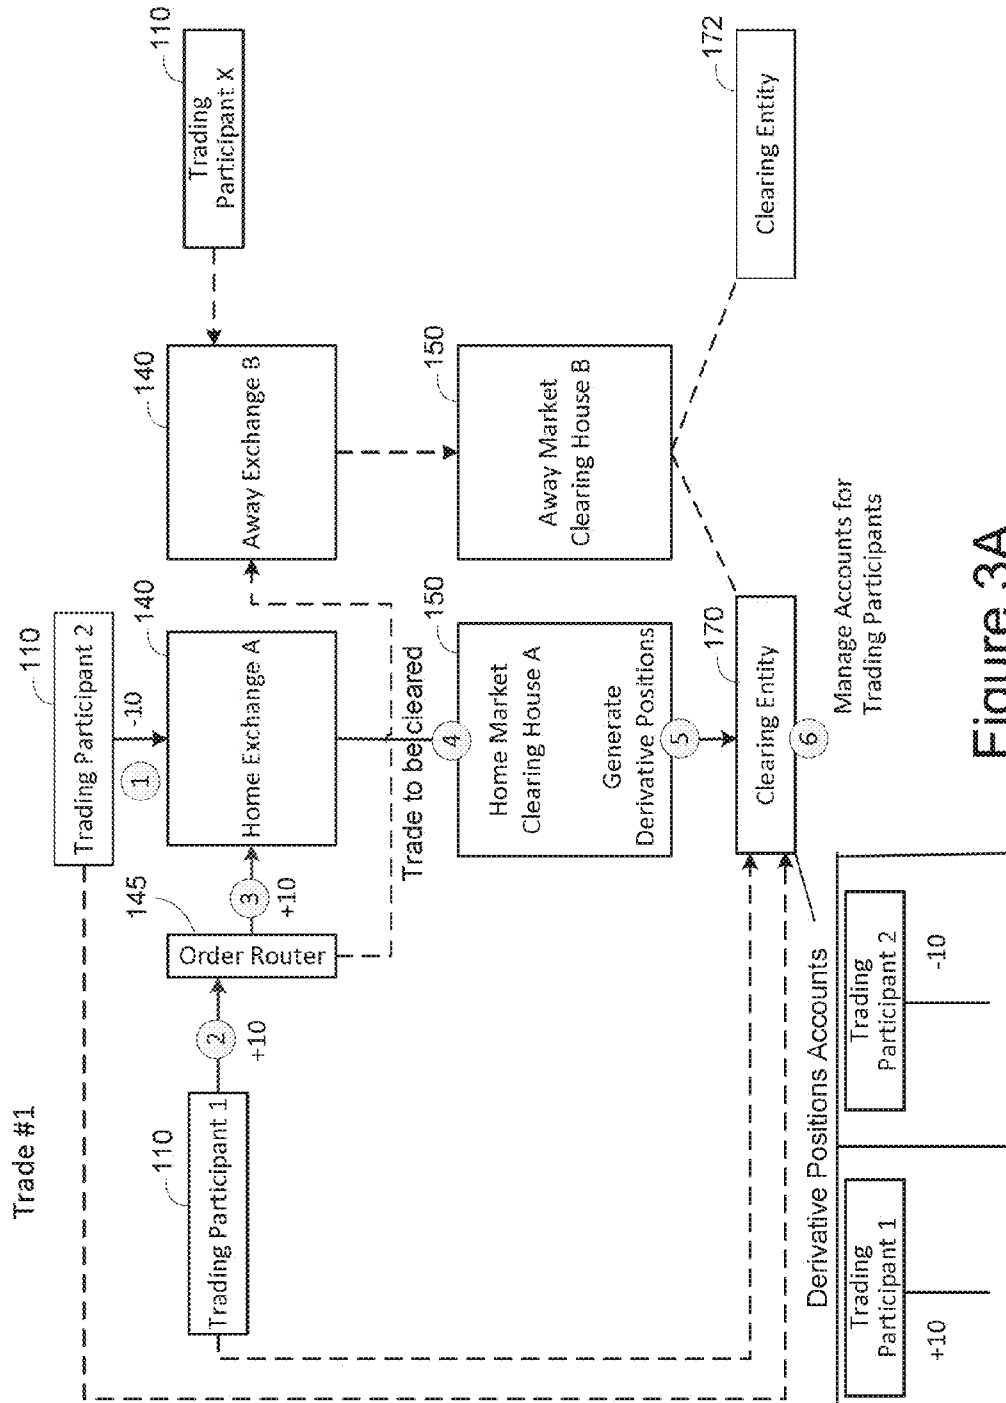 Trade #1
110
Trading Participant 2
1
-10
110
Trading Participant 1
2
+10
145
Order Router
3
+10
140
Home Exchange A
140
Away Exchange B
110
Trading
Participant X
Trade to be cleared
4
150
Home Market
Clearing House A
Generate
Derivative Positions
150
Away Market
Clearing House B
5
170
Clearing Entity
6
172
Clearing Entity
Manage Accounts for
Trading Participants
Derivative Positions Accounts
Trading
Participant 1
+10
Trading
Participant 2
-10
Figure 3A